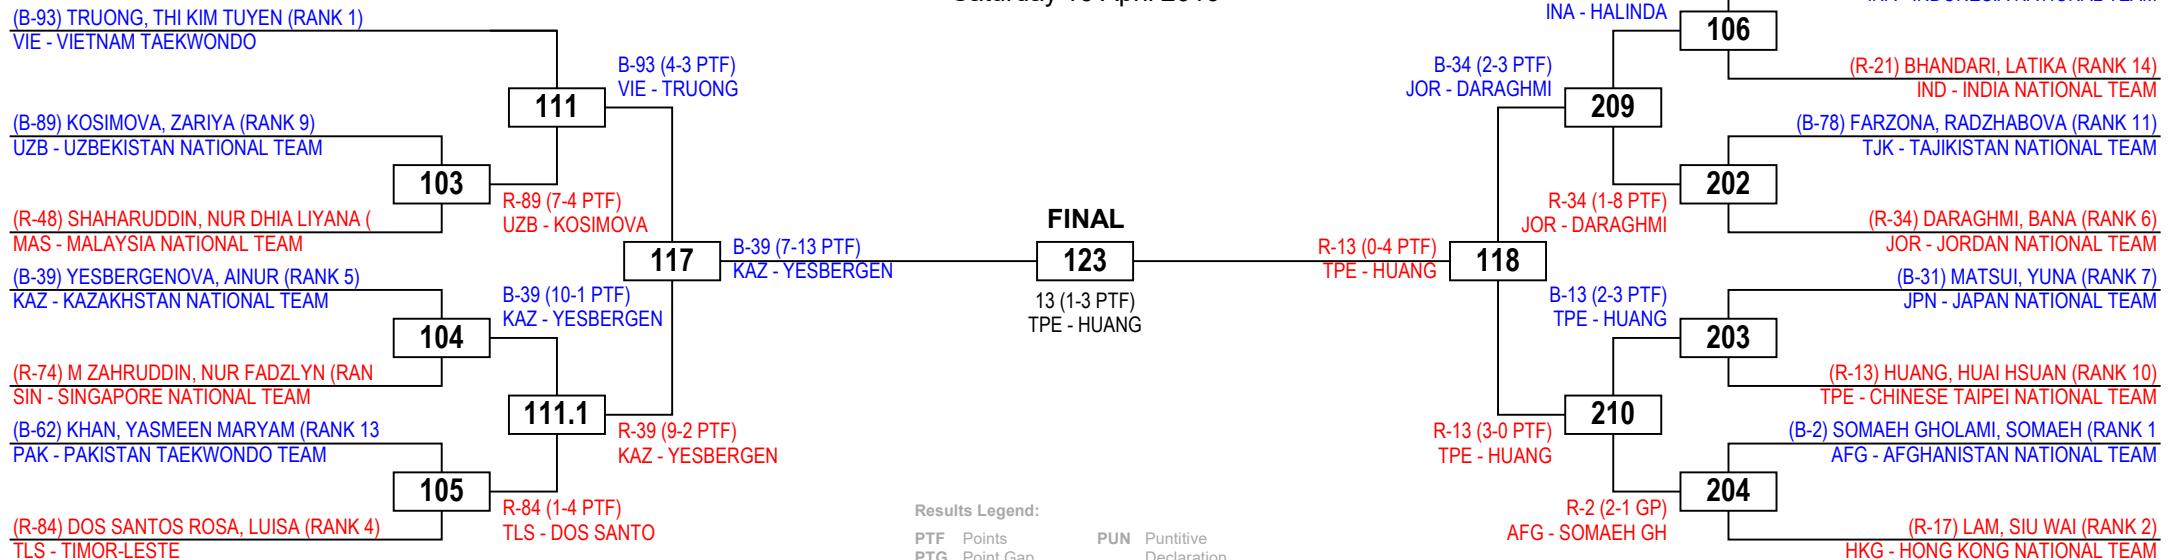 (B-93) TRUONG, THI KIM TUYEN (RANK 1)
VIE - VIETNAM TAEKWONDO
(B-89) KOSIMOVA, ZARIYA (RANK 9)
UZB - UZBEKISTAN NATIONAL TEAM
(R-48) SHAHARUDDIN, NUR DHIA LIYANA (
MAS - MALAYSIA NATIONAL TEAM
(B-39) YESBERGENOVA, AINUR (RANK 5)
KAZ - KAZAKHSTAN NATIONAL TEAM
(R-74) M ZAHRUDDIN, NUR FADZLYN (RAN
SIN - SINGAPORE NATIONAL TEAM
(B-62) KHAN, YASMEEN MARYAM (RANK 13
PAK - PAKISTAN TAEKWONDO TEAM
(R-84) DOS SANTOS ROSA, LUISA (RANK 4)
TLS - TIMOR-LESTE
103
104
105
R-89 (7-4 PTF)
UZB - KOSIMOVA
B-39 (10-1 PTF)
KAZ - YESBERGEN
R-84 (1-4 PTF)
TLS - DOS SANTO
111
111.1
B-93 (4-3 PTF)
VIE - TRUONG
R-39 (9-2 PTF)
KAZ - YESBERGEN
117
B-39 (7-13 PTF)
KAZ - YESBERGEN
FINAL
123
13 (1-3 PTF)
TPE - HUANG
Results Legend:
PTF Points
PUN Puntitive
Declaration
PTG Point Gap
R-13 (0-4 PTF)
TPE - HUANG
118
B-34 (2-3 PTF)
JOR - DARAGHMI
R-13 (3-0 PTF)
TPE - HUANG
209
210
INA - HALINDA
R-34 (1-8 PTF)
JOR - DARAGHMI
B-13 (2-3 PTF)
TPE - HUANG
R-2 (2-1 GP)
AFG - SOMAEH GH
106
202
203
204
(R-21) BHANDARI, LATIKA (RANK 14)
IND - INDIA NATIONAL TEAM
(B-78) FARZONA, RADZHABOVA (RANK 11)
TJK - TAJIKISTAN NATIONAL TEAM
(R-34) DARAGHMI, BANA (RANK 6)
JOR - JORDAN NATIONAL TEAM
(B-31) MATSUI, YUNA (RANK 7)
JPN - JAPAN NATIONAL TEAM
(R-13) HUANG, HUAI HSUAN (RANK 10)
TPE - CHINESE TAIPEI NATIONAL TEAM
(B-2) SOMAEH GHOLAMI, SOMAEH (RANK 1
AFG - AFGHANISTAN NATIONAL TEAM
(R-17) LAM, SIU WAI (RANK 2)
HKG - HONG KONG NATIONAL TEAM